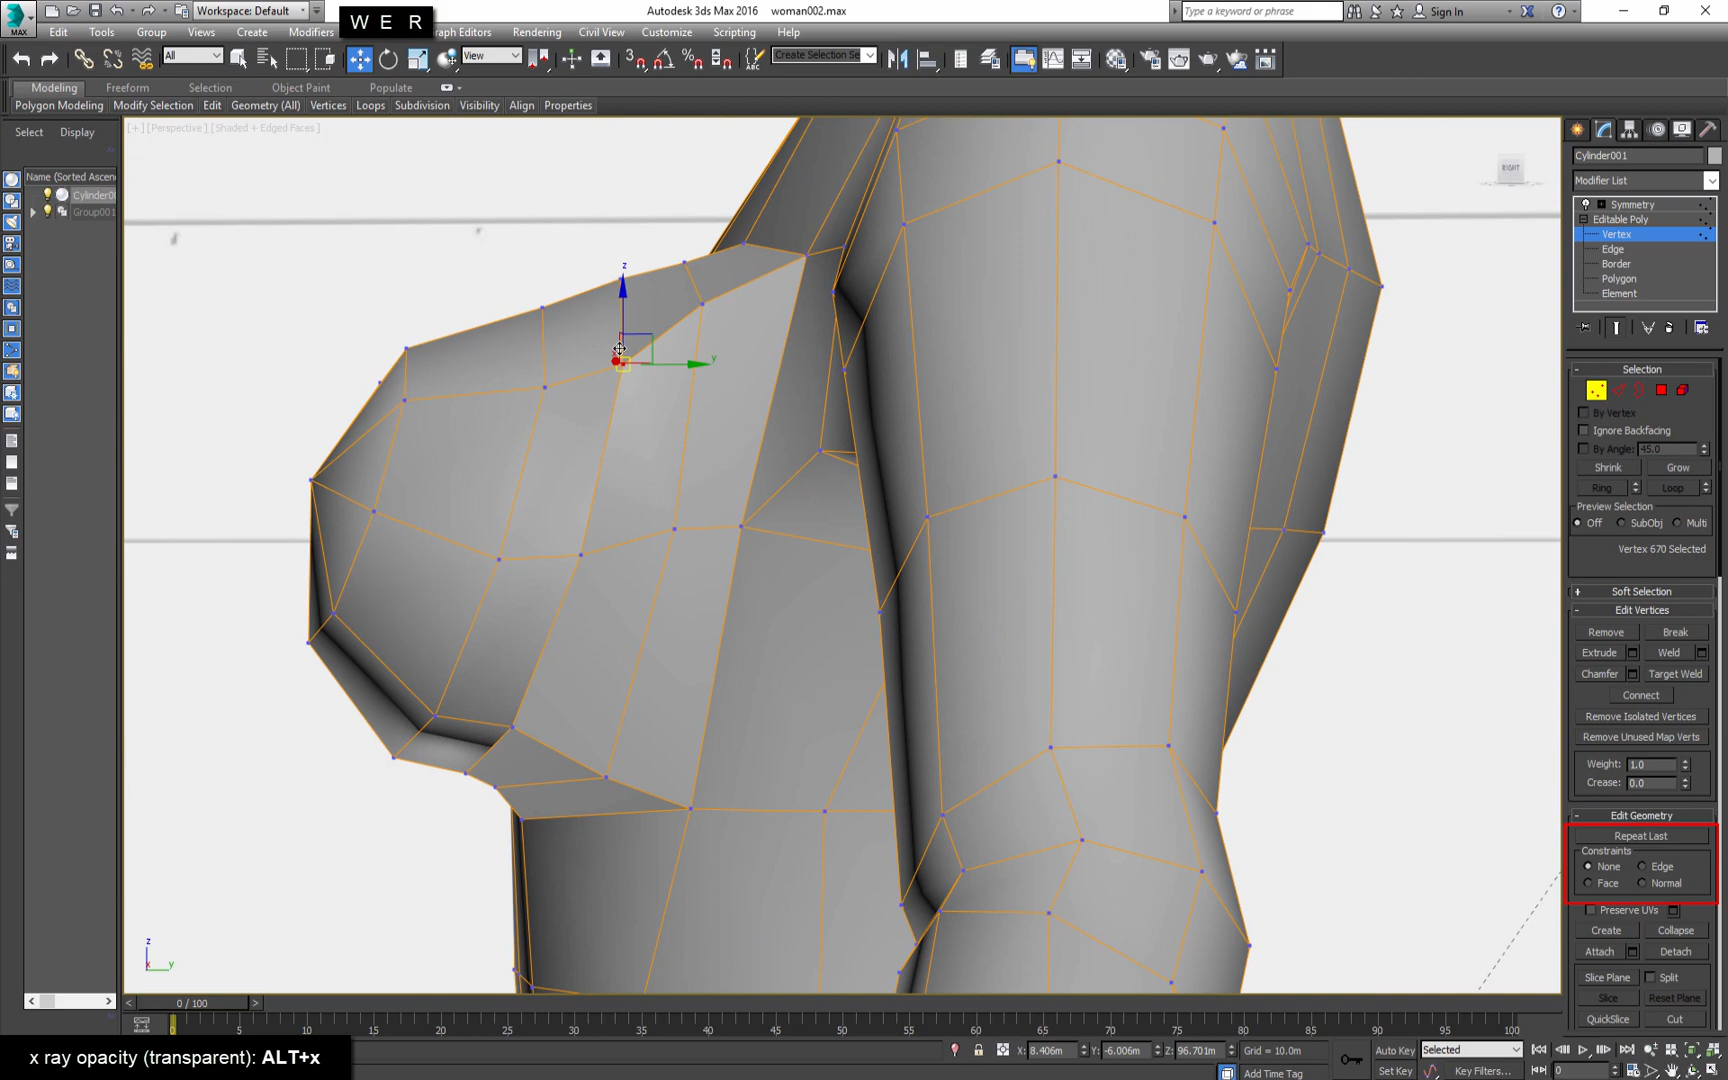 Workspace: Default
W E R
Autodesk 3ds Max 2016 woman002.max
Type a keyword or phrase
Sign In
MAX
Edit Tools Group Views Create Modifiers raph Editors Rendering Civil View Customize Scripting Help
All
View
Create Selection Se
Modeling Freeform Selection Object Paint Populate
Polygon Modeling Modify Selection Edit Geometry (All) Vertices Loops Subdivision Visibility Align Properties
Select Display
[+] [Perspective] [Shaded + Edged Faces]
Name (Sorted Ascen
Cylinder00
Group001
RIGHT
z
y
Cylinder001
Modifier List
Symmetry
Editable Poly
Vertex
Edge
Border
Polygon
Element
Selection
By Vertex
Ignore Backfacing
By Angle: 45.0
Shrink Grow
Ring Loop
Preview Selection
Off SubObj Multi
Vertex 670 Selected
Soft Selection
Edit Vertices
Remove Break
Extrude Weld
Chamfer Target Weld
Connect
Remove Isolated Vertices
Remove Unused Map Verts
Weight: 1.0
Crease: 0.0
Edit Geometry
Repeat Last
Constraints
None Edge
Face Normal
Preserve UVs
Create Collapse
Attach Detach
Slice Plane Split
Slice Reset Plane
QuickSlice Cut
z
x y
0 / 100
0 5 10 15 20 25 30 35 40 45 50 55 60 65 70 75 80 85 90 95 100
x ray opacity (transparent): ALT+x
X: 8.406m Y: -6.006m Z: 96.701m Grid = 10.0m
Add Time Tag
Auto Key Selected
Set Key Key Filters...
0